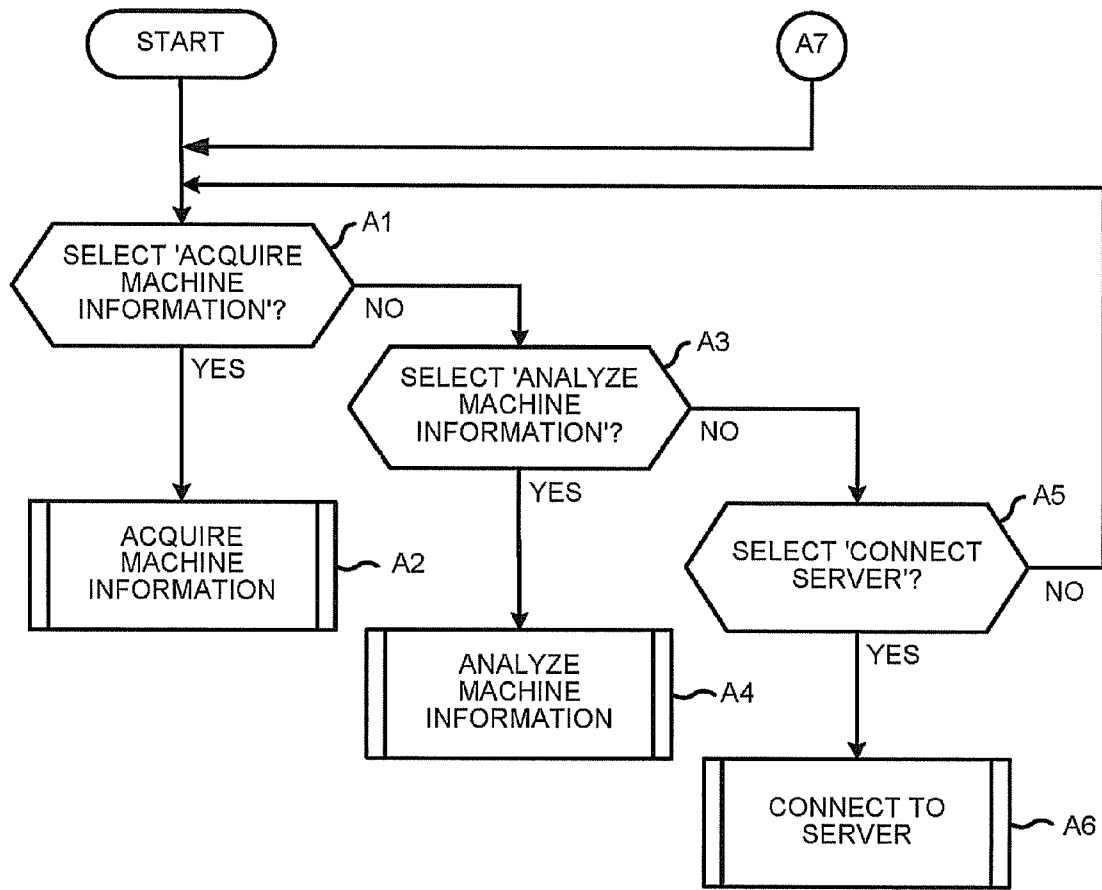 START
A7
A1
SELECT 'ACQUIRE
MACHINE
INFORMATION'?
NO
YES
A3
SELECT 'ANALYZE
MACHINE
INFORMATION'?
NO
YES
A5
SELECT 'CONNECT
SERVER'?
NO
YES
ACQUIRE
MACHINE
INFORMATION
A2
ANALYZE
MACHINE
INFORMATION
A4
CONNECT TO
SERVER
A6